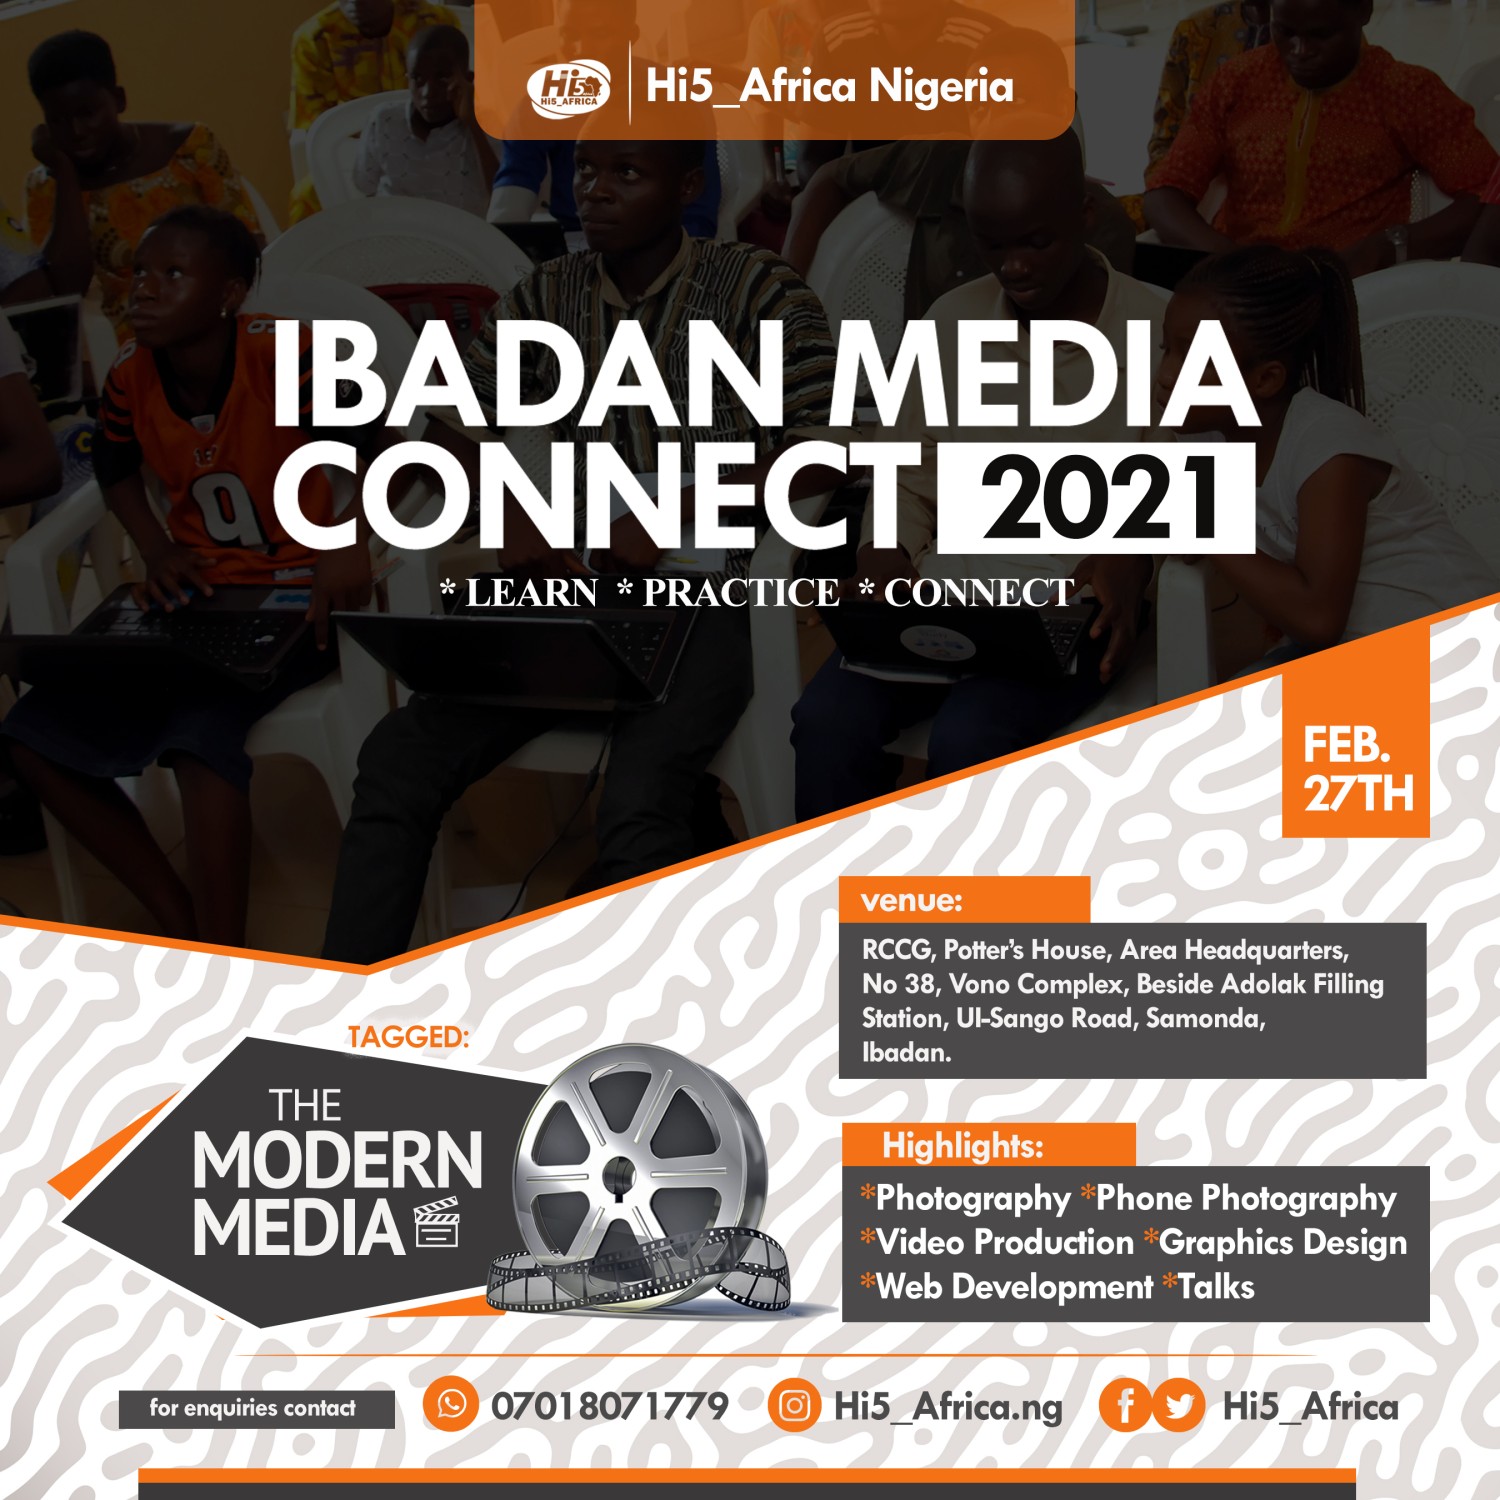 Hi5
Hi5_AFRICA
Hi5_Africa Nigeria
IBADAN MEDIA
CONNECT 2021
* LEARN * PRACTICE * CONNECT
FEB.
27TH
venue:
RCCG, Potter's House, Area Headquarters,
No 38, Vono Complex, Beside Adolak Filling
Station, UI-Sango Road, Samonda,
Ibadan.
TAGGED:
THE
MODERN
MEDIA
Highlights:
*Photography *Phone Photography
*Video Production *Graphics Design
*Web Development *Talks
for enquiries contact
07018071779
Hi5_Africa.ng
Hi5_Africa